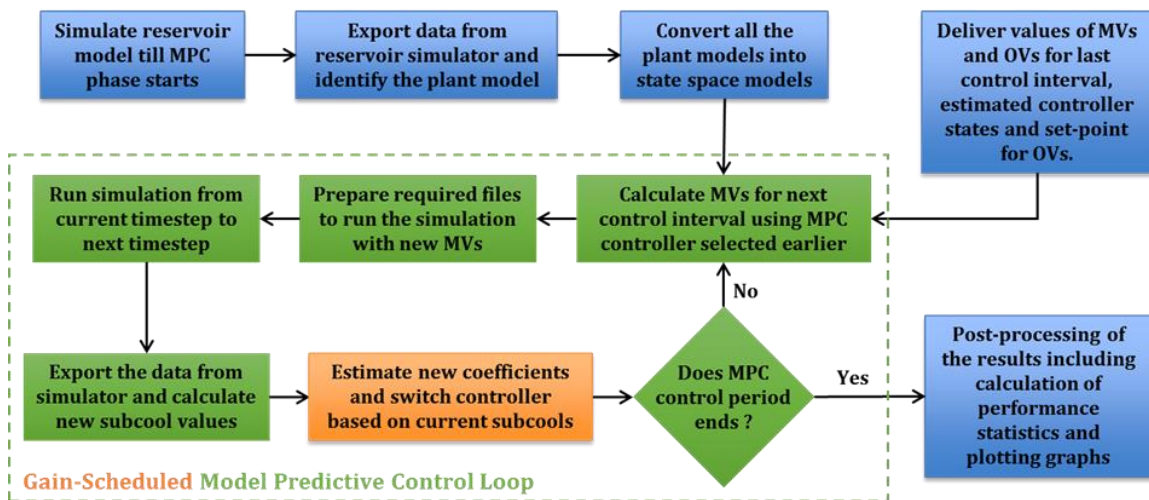 Simulate reservoir
model till MPC
phase starts
Export data from
reservoir simulator and
identify the plant model
Convert all the
plant models into
state space models
Deliver values of MVs
and OVs for last
control interval,
estimated controller
states and set-point
for OVs.
Run simulation from
current timestep to
next timestep
Prepare required files
to run the simulation
with new MVs
Calculate MVs for next
control interval using MPC
controller selected earlier
No
Export the data from
simulator and calculate
new subcool values
Estimate new coefficients
and switch controller
based on current subcools
Does MPC
control period
ends ?
Yes
Post-processing of
the results including
calculation of
performance
statistics and
plotting graphs
Gain-Scheduled Model Predictive Control Loop